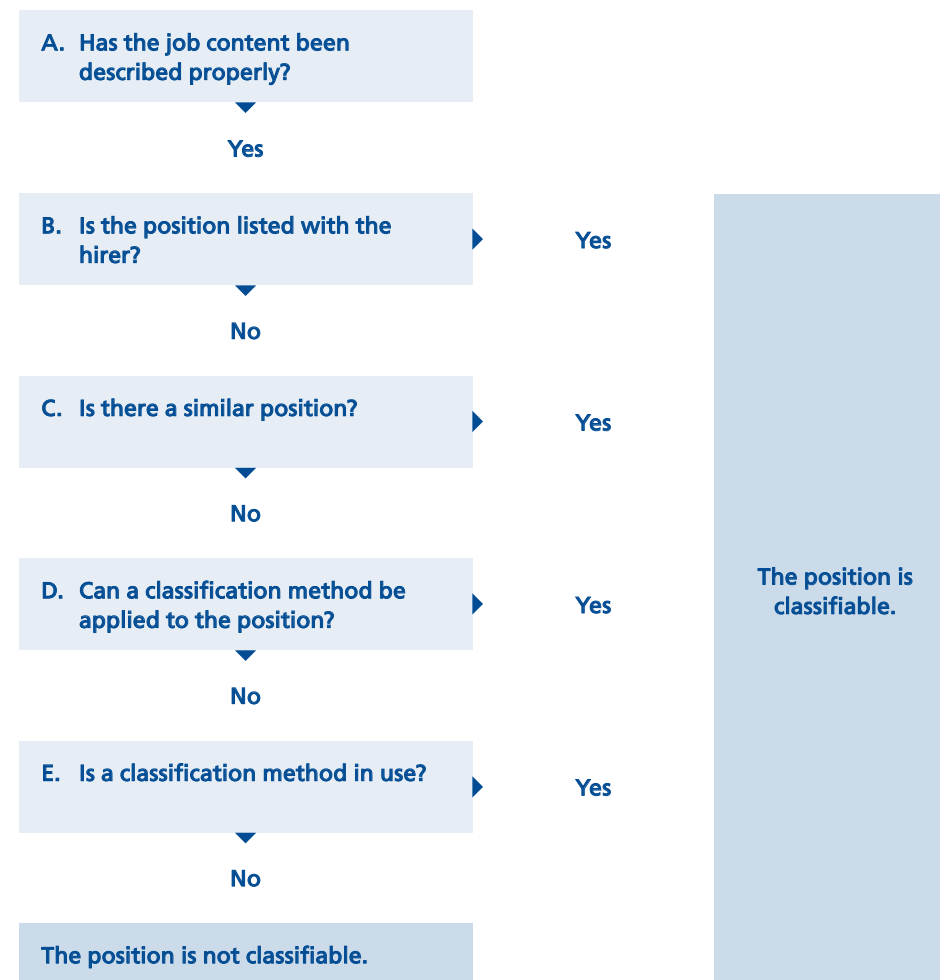 A. Has the job content been
described properly?
Yes
B. Is the position listed with the
hirer?
Yes
No
C. Is there a similar position?
Yes
No
D. Can a classification method be
applied to the position?
Yes
No
E. Is a classification method in use?
Yes
No
The position is not classifiable.
The position is
classifiable.